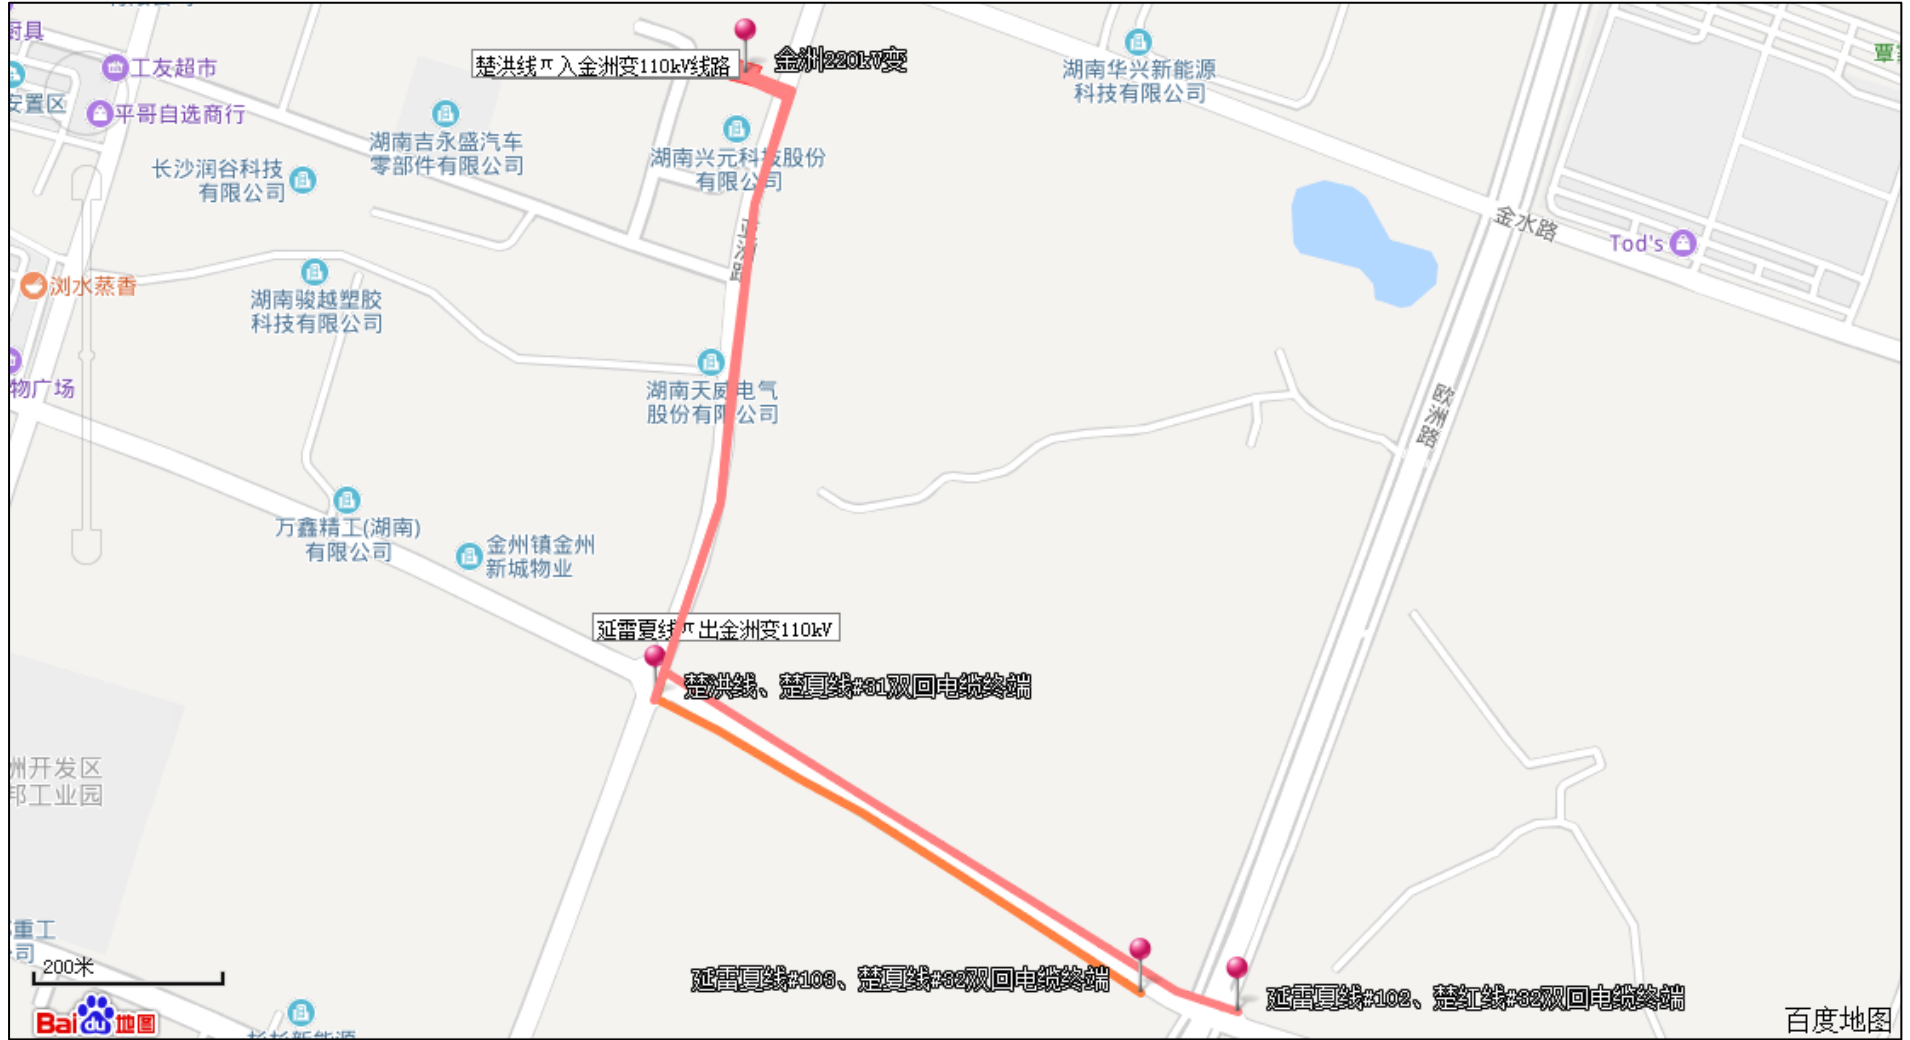 厨具
工友超市
安置区
平哥自选商行
楚洪线π入金洲变110kV线路
金洲220kV变
湖南华兴新能源
科技有限公司
湖南吉永盛汽车
零部件有限公司
长沙润谷科技
有限公司
湖南兴元科技股份
有限公司
金水路
Tod's
浏水蒸香
湖南骏越塑胶
科技有限公司
物广场
湖南天威电气
股份有限公司
欧洲路
万鑫精工(湖南)
有限公司
金州镇金州
新城物业
延雷夏线π出金洲变110kV
楚洪线、楚夏线#31双回电缆终端
洲开发区
邦工业园
重工
司
200米
延雷夏线#103、楚夏线#32双回电缆终端
延雷夏线#102、楚红线#32双回电缆终端
Bai du 地图
百度地图